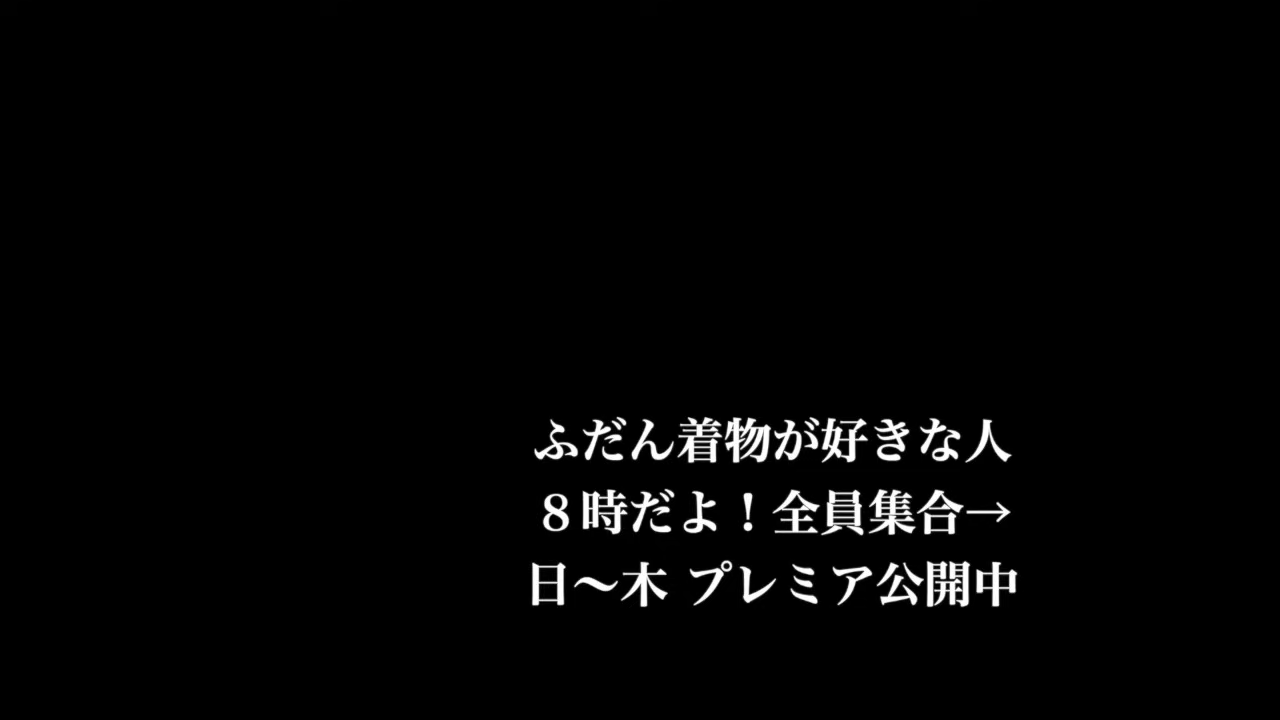 ふだん着物が好きな人
８時だよ！全員集合→
日〜木 プレミア公開中